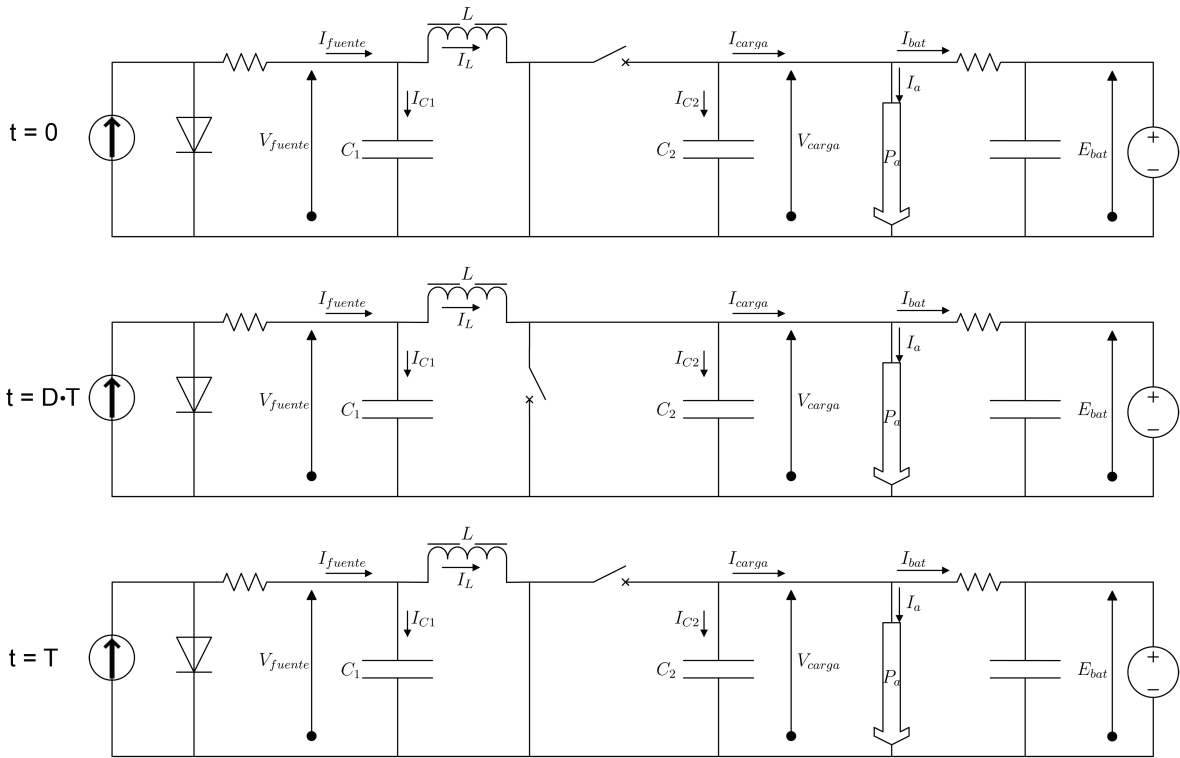 L
I_fuente I_L I_carga I_bat
I_C1 I_C2 I_a
t = 0 V_fuente C_1 C_2 V_carga P_a E_bat + −
L
I_fuente I_L I_carga I_bat
I_C1 I_C2 I_a
t = D·T V_fuente C_1 C_2 V_carga P_a E_bat + −
L
I_fuente I_L I_carga I_bat
I_C1 I_C2 I_a
t = T V_fuente C_1 C_2 V_carga P_a E_bat + −